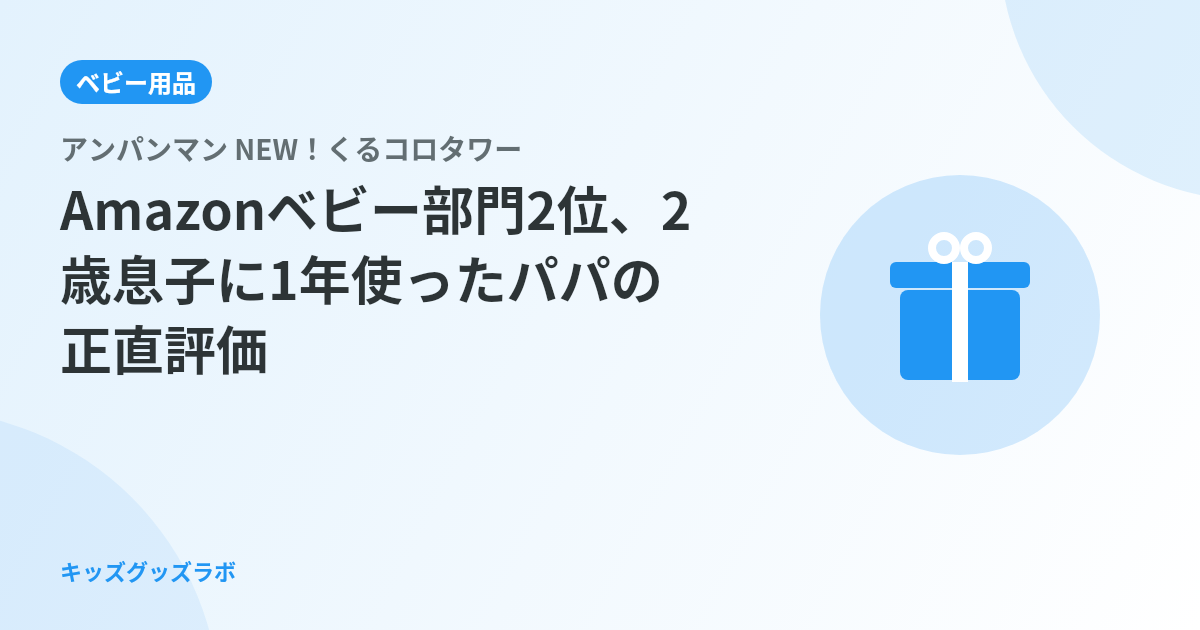 ベビー用品
アンパンマン NEW！くるコロタワー
Amazonベビー部門2位、2
歳息子に1年使ったパパの
正直評価
キッズグッズラボ